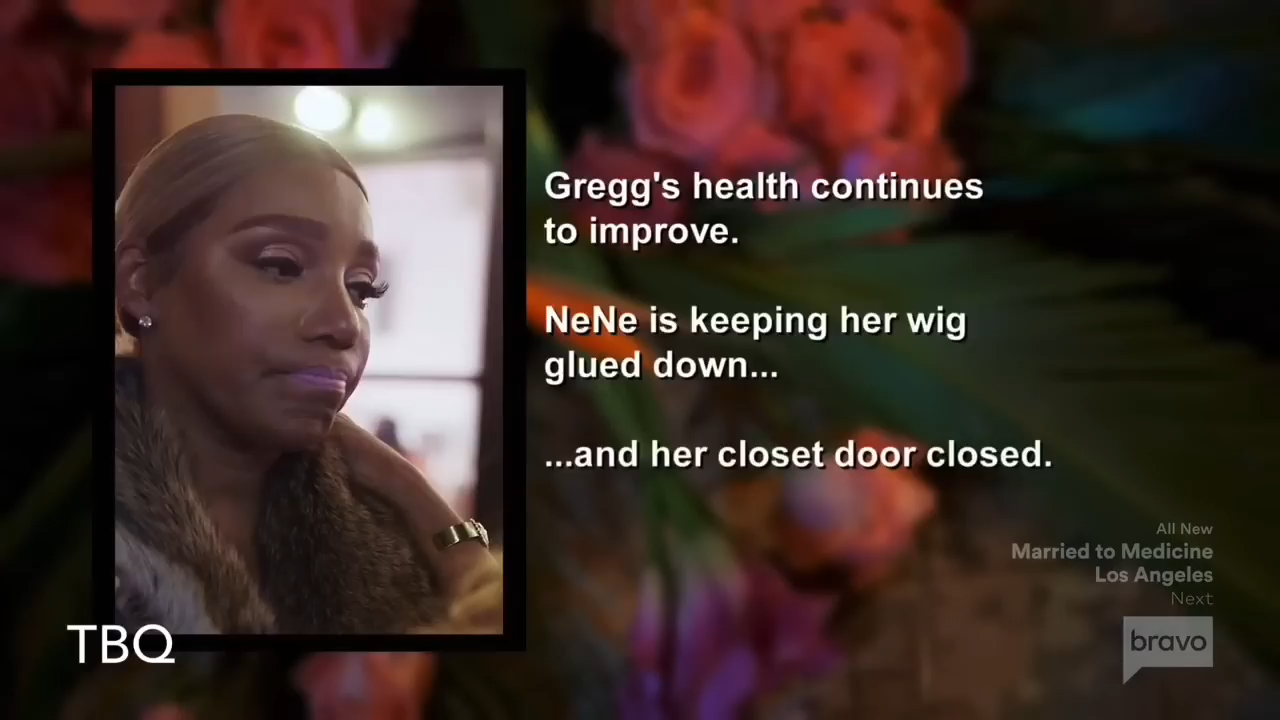 Gregg's health continues
to improve.
NeNe is keeping her wig
glued down...
...and her closet door closed.
All New
Married to Medicine
Los Angeles
Next
bravo
TBQ